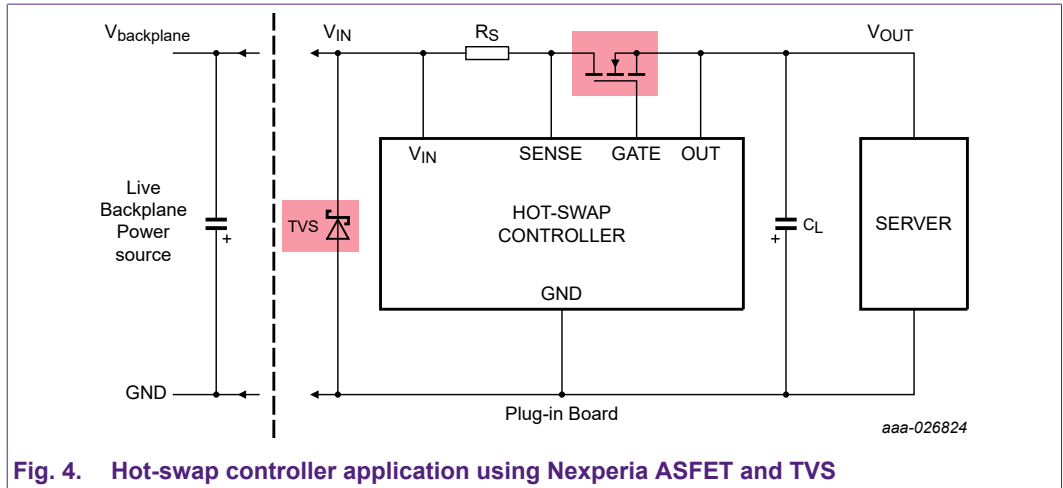 Vbackplane
VIN
RS
VOUT
VIN
SENSE
GATE
OUT
Live
Backplane
Power
source
+
TVS
HOT-SWAP
CONTROLLER
+
CL
SERVER
GND
GND
Plug-in Board
aaa-026824
Fig. 4. Hot-swap controller application using Nexperia ASFET and TVS